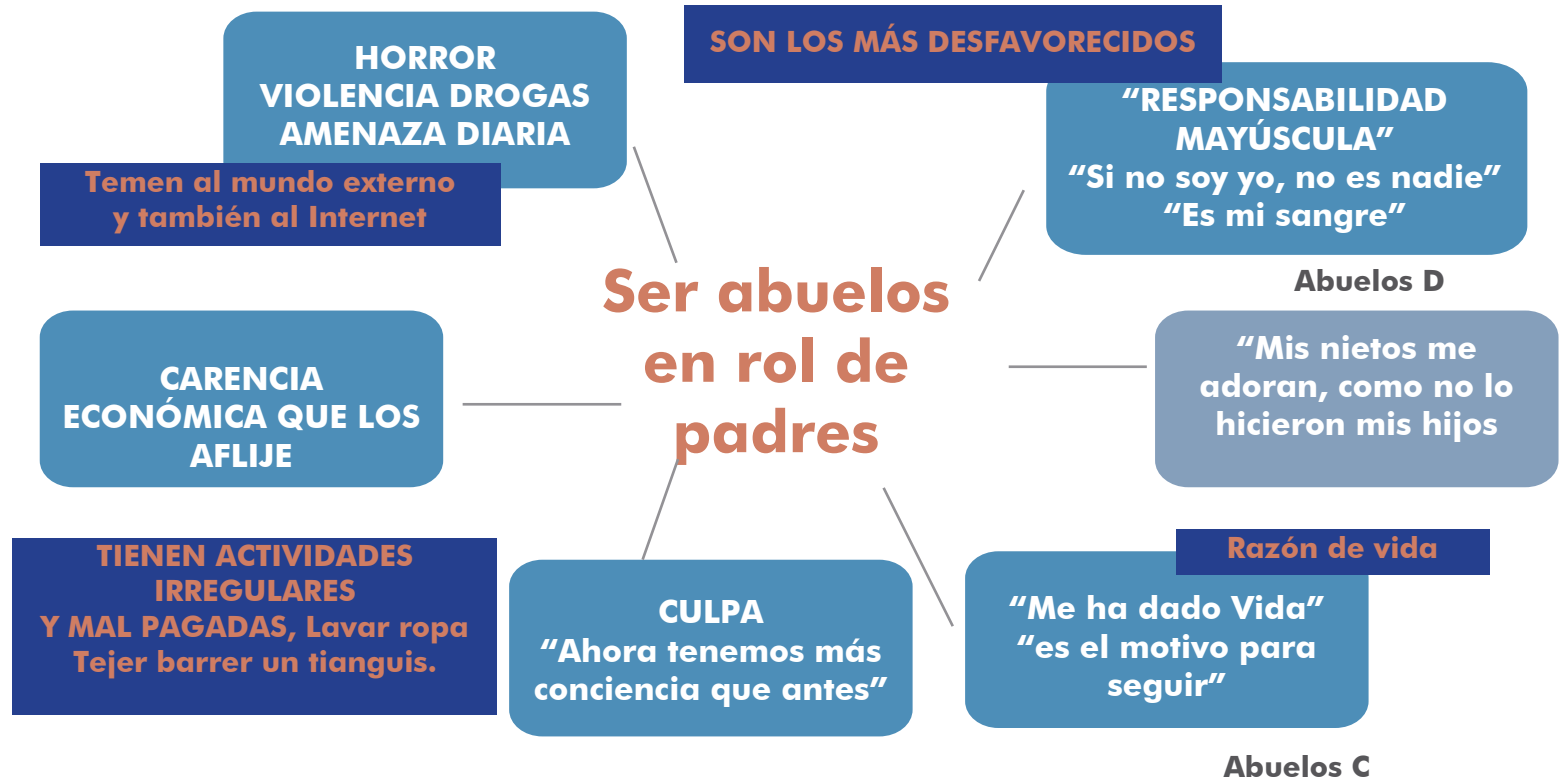 HORROR
VIOLENCIA DROGAS
AMENAZA DIARIA
Temen al mundo externo
y también al Internet
SON LOS MÁS DESFAVORECIDOS
“RESPONSABILIDAD
MAYÚSCULA”
“Si no soy yo, no es nadie”
“Es mi sangre”
Abuelos D
Ser abuelos
en rol de
padres
CARENCIA
ECONÓMICA QUE LOS
AFLIJE
“Mis nietos me
adoran, como no lo
hicieron mis hijos
TIENEN ACTIVIDADES
IRREGULARES
Y MAL PAGADAS, Lavar ropa
Tejer barrer un tianguis.
CULPA
“Ahora tenemos más
conciencia que antes”
Razón de vida
“Me ha dado Vida”
“es el motivo para
seguir”
Abuelos C